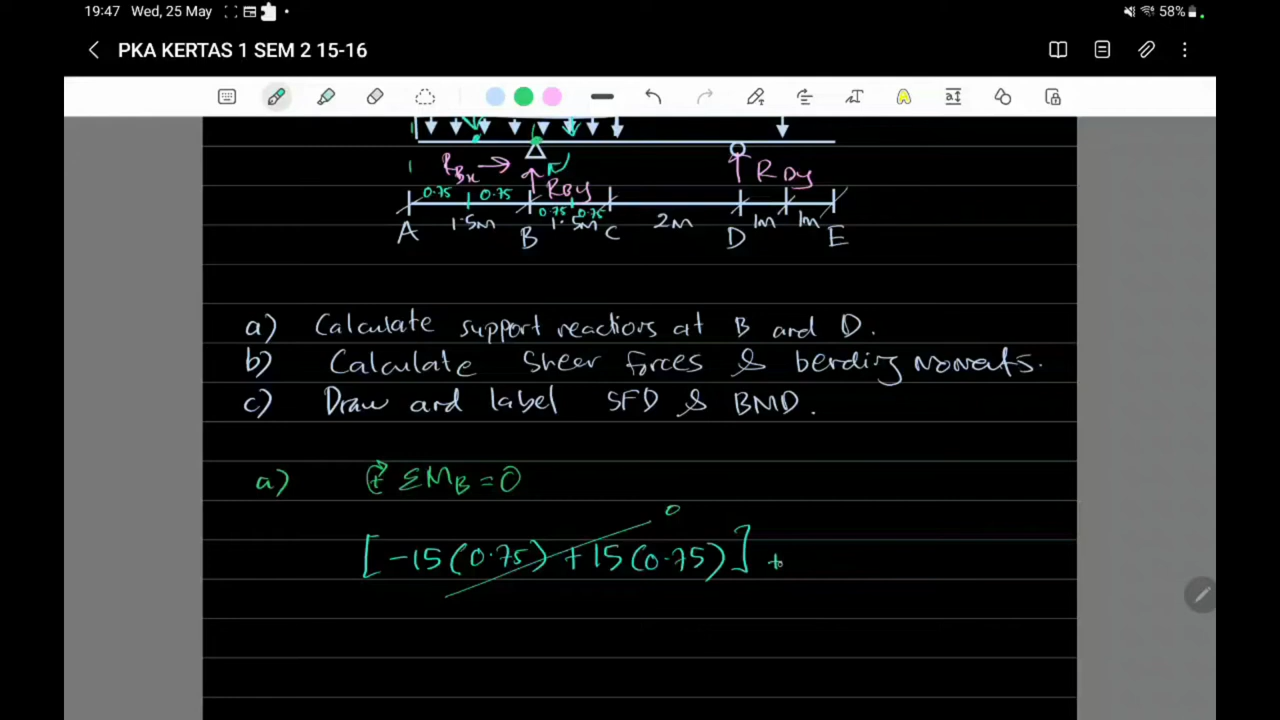 19:47 Wed, 25 May
58%
PKA KERTAS 1 SEM 2 15-16
RBx → RBy RDy
0.75 0.75 0.75 0.75
1.5m 1.5m 2m 1m 1m
A B C D E
a) Calculate support reactions at B and D.
b) Calculate shear forces & bending moments.
c) Draw and label SFD & BMD.
a) + ΣMB = 0
0
[-15(0.75) + 15(0.75)] +